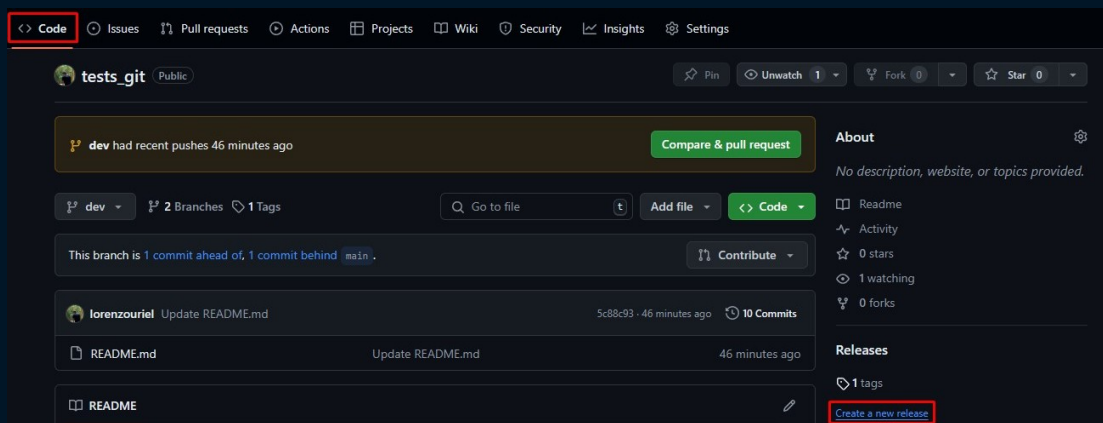 Code Issues Pull requests Actions Projects Wiki Security Insights Settings
tests_git Public Pin Unwatch 1 Fork 0 Star 0
dev had recent pushes 46 minutes ago Compare & pull request
dev 2 Branches 1 Tags Go to file t Add file Code
This branch is 1 commit ahead of, 1 commit behind main. Contribute
lorenzouriel Update README.md 5c88c93 · 46 minutes ago 10 Commits
README.md Update README.md 46 minutes ago
README
About
No description, website, or topics provided.
Readme
Activity
0 stars
1 watching
0 forks
Releases
1 tags
Create a new release